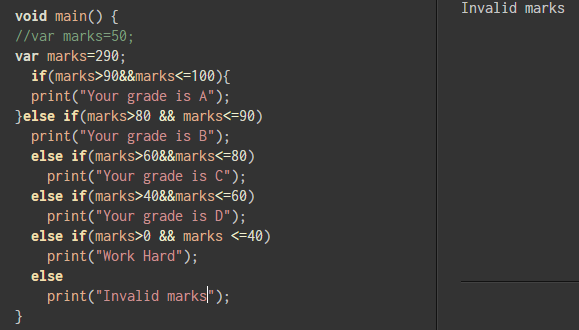 void main() {
//var marks=50;
var marks=290;
if(marks>90&&marks<=100){
print("Your grade is A");
}else if(marks>80 && marks<=90)
print("Your grade is B");
else if(marks>60&&marks<=80)
print("Your grade is C");
else if(marks>40&&marks<=60)
print("Your grade is D");
else if(marks>0 && marks <=40)
print("Work Hard");
else
print("Invalid marks");
}
Invalid marks